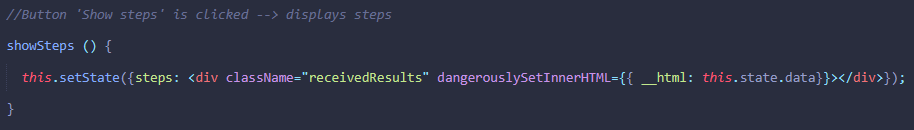 //Button 'Show steps' is clicked --> displays steps
showSteps () {
this.setState({steps: <div className="receivedResults" dangerouslySetInnerHTML={{ __html: this.state.data}}></div>});
}